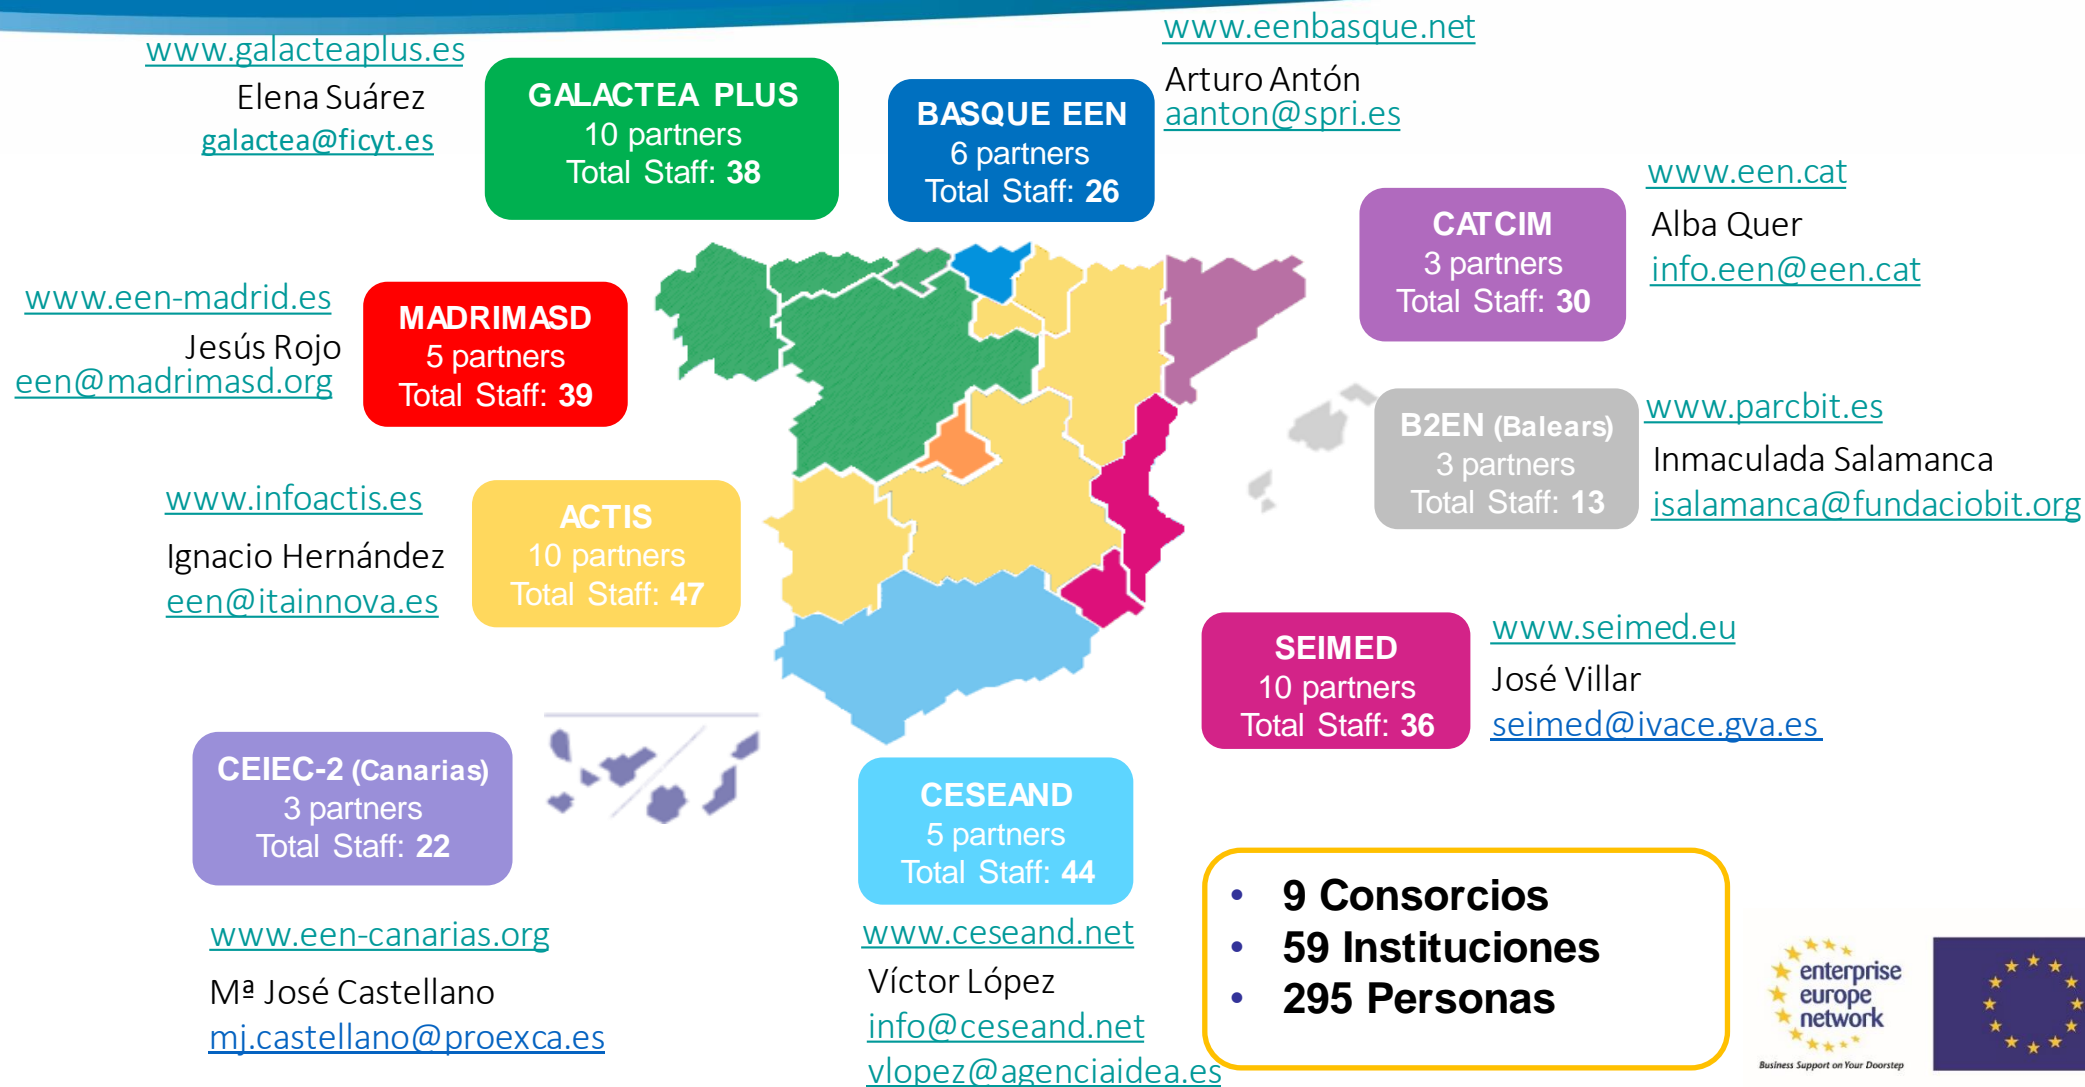 www.galacteaplus.es
Elena Suárez
galactea@ficyt.es
GALACTEA PLUS
10 partners
Total Staff: 38
BASQUE EEN
6 partners
Total Staff: 26
www.eenbasque.net
Arturo Antón
aanton@spri.es
CATCIM
3 partners
Total Staff: 30
www.een.cat
Alba Quer
info.een@een.cat
www.een-madrid.es
Jesús Rojo
een@madrimasd.org
MADRIMASD
5 partners
Total Staff: 39
B2EN (Balears)
3 partners
Total Staff: 13
www.parcbit.es
Inmaculada Salamanca
isalamanca@fundaciobit.org
www.infoactis.es
Ignacio Hernández
een@itainnova.es
ACTIS
10 partners
Total Staff: 47
SEIMED
10 partners
Total Staff: 36
www.seimed.eu
José Villar
seimed@ivace.gva.es
CEIEC-2 (Canarias)
3 partners
Total Staff: 22
www.een-canarias.org
Mª José Castellano
mj.castellano@proexca.es
CESEAND
5 partners
Total Staff: 44
www.ceseand.net
Víctor López
info@ceseand.net
vlopez@agenciaidea.es
• 9 Consorcios
• 59 Instituciones
• 295 Personas
enterprise
europe
network
Business Support on Your Doorstep